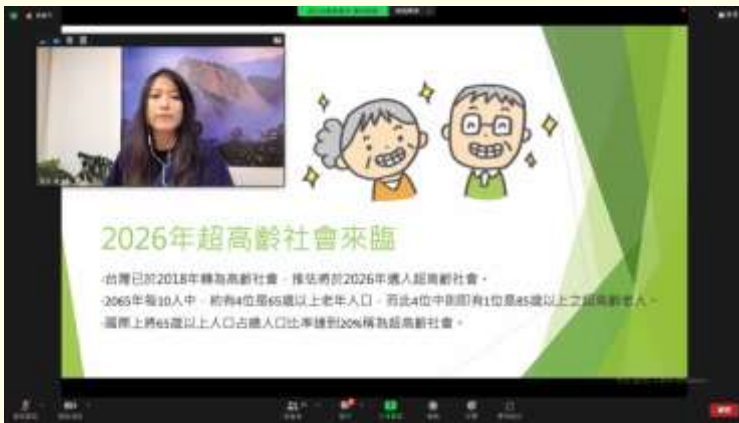 2026年超高齡社會來臨
·台灣已於2018年轉為高齡社會，推估將於2026年邁入超高齡社會。
·2065年每10人中，約有4位是65歲以上老年人口，而此4位中則即有1位是85歲以上之超高齡老人。
·國際上將65歲以上人口占總人口比率達到20%稱為超高齡社會。